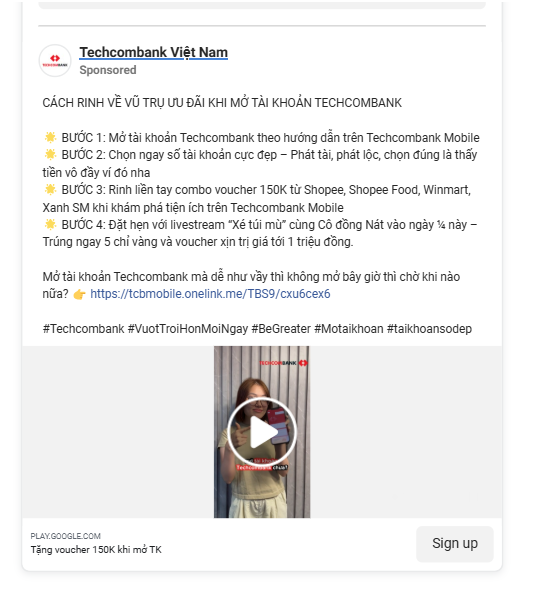 TECHCOMBANK
Techcombank Việt Nam
Sponsored
CÁCH RINH VỀ VŨ TRỤ ƯU ĐÃI KHI MỞ TÀI KHOẢN TECHCOMBANK
🌟 BƯỚC 1: Mở tài khoản Techcombank theo hướng dẫn trên Techcombank Mobile
🌟 BƯỚC 2: Chọn ngay số tài khoản cực đẹp – Phát tài, phát lộc, chọn đúng là thấy
tiền vô đầy ví đó nha
🌟 BƯỚC 3: Rinh liền tay combo voucher 150K từ Shopee, Shopee Food, Winmart,
Xanh SM khi khám phá tiện ích trên Techcombank Mobile
🌟 BƯỚC 4: Đặt hẹn với livestream “Xé túi mù” cùng Cô đồng Nát vào ngày ¼ này –
Trúng ngay 5 chỉ vàng và voucher xịn trị giá tới 1 triệu đồng.
Mở tài khoản Techcombank mà dễ như vầy thì không mở bây giờ thì chờ khi nào
nữa? 👉 https://tcbmobile.onelink.me/TBS9/cxu6cex6
#Techcombank #VuotTroiHonMoiNgay #BeGreater #Motaikhoan #taikhoansodep
TECHCOMBANK
Techcombank chưa?
PLAY.GOOGLE.COM
Tặng voucher 150K khi mở TK
Sign up